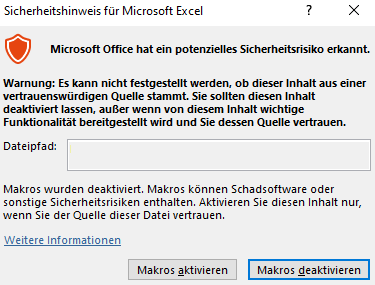 Sicherheitshinweis für Microsoft Excel
Microsoft Office hat ein potenzielles Sicherheitsrisiko erkannt.
Warnung: Es kann nicht festgestellt werden, ob dieser Inhalt aus einer
vertrauenswürdigen Quelle stammt. Sie sollten diesen Inhalt
deaktiviert lassen, außer wenn von diesem Inhalt wichtige
Funktionalität bereitgestellt wird und Sie dessen Quelle vertrauen.
Dateipfad:
Makros wurden deaktiviert. Makros können Schadsoftware oder
sonstige Sicherheitsrisiken enthalten. Aktivieren Sie diesen Inhalt nur,
wenn Sie der Quelle dieser Datei vertrauen.
Weitere Informationen
Makros aktivieren Makros deaktivieren